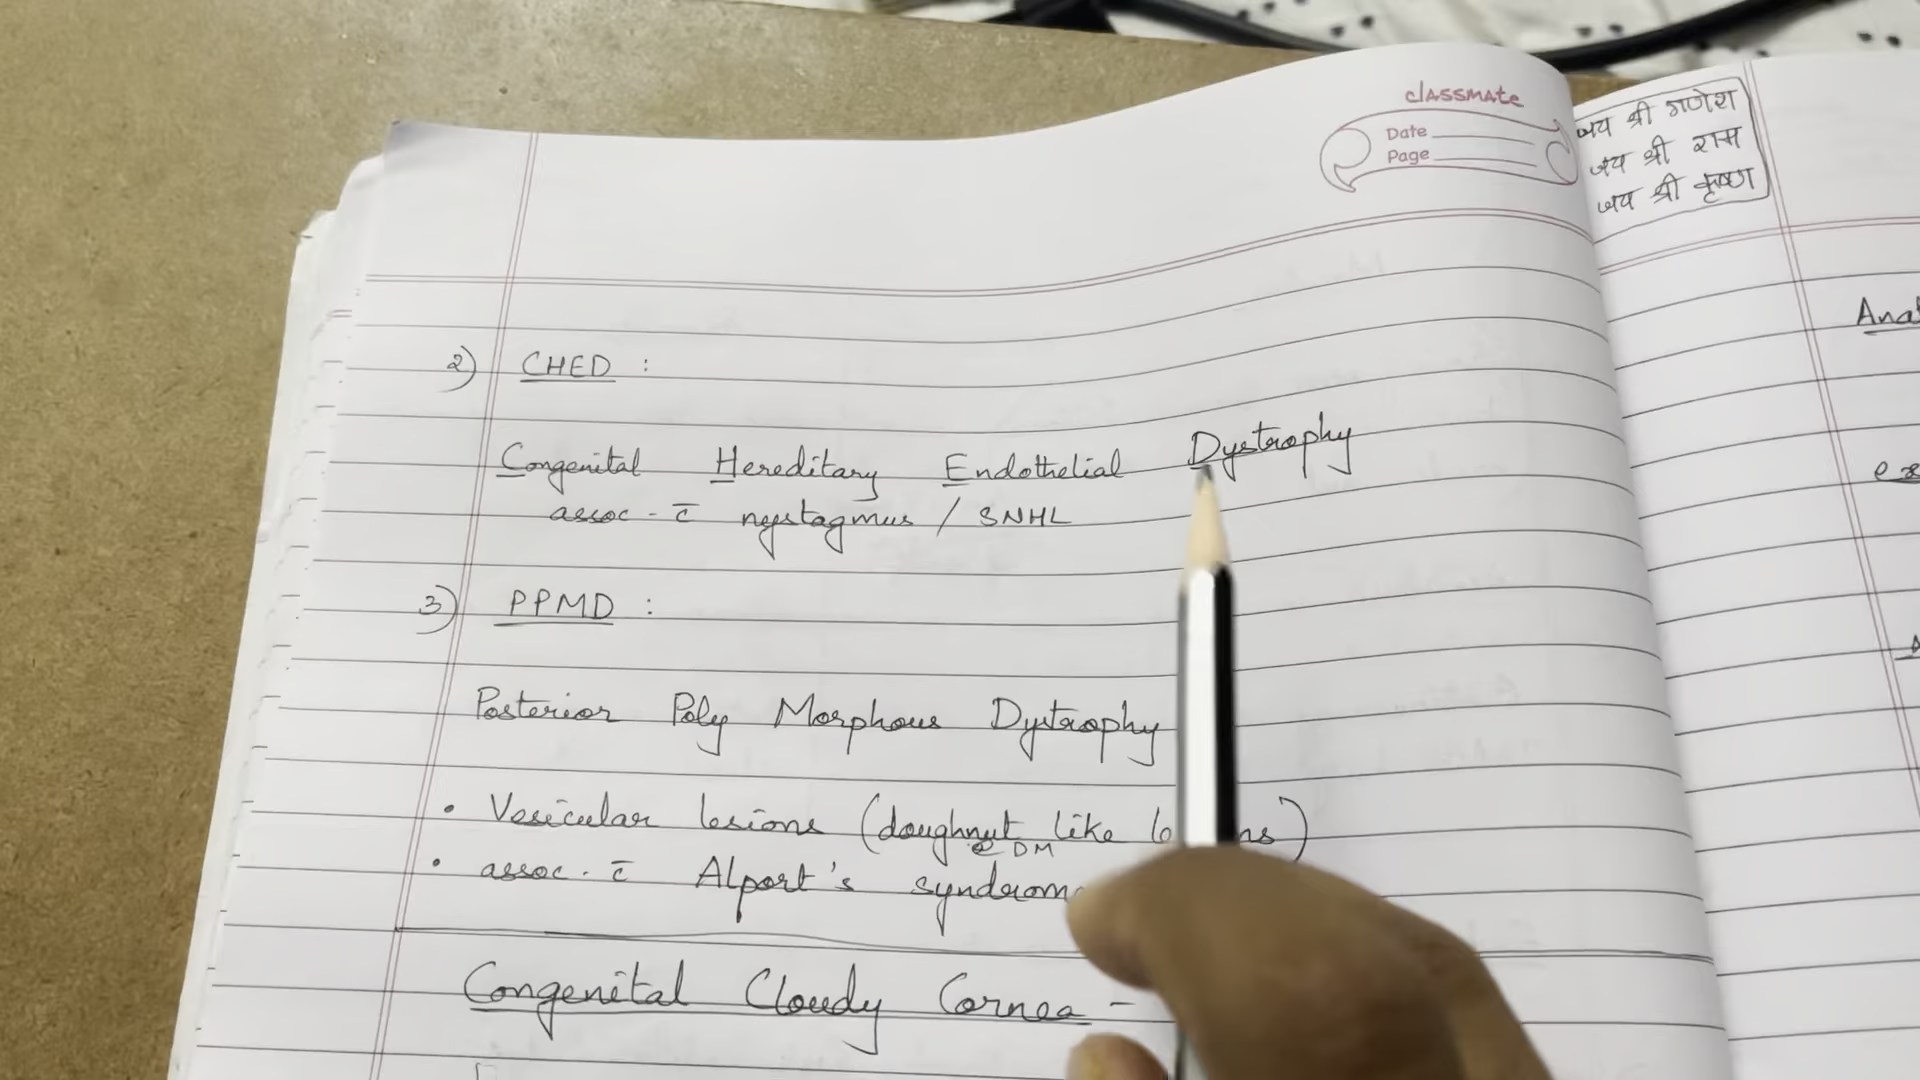 classmate
Date
Page
2) CHED :
Congenital Hereditary Endothelial Dystrophy
assoc - c̄ nystagmus / SNHL
3) PPMD :
Posterior Poly Morphous Dystrophy
• Vesicular lesions (doughnut like
@ DM
• assoc. c̄ Alport's syndrom
Congenital Cloudy Cornea -
जय श्री गणेश
जय श्री राम
जय श्री कृष्ण